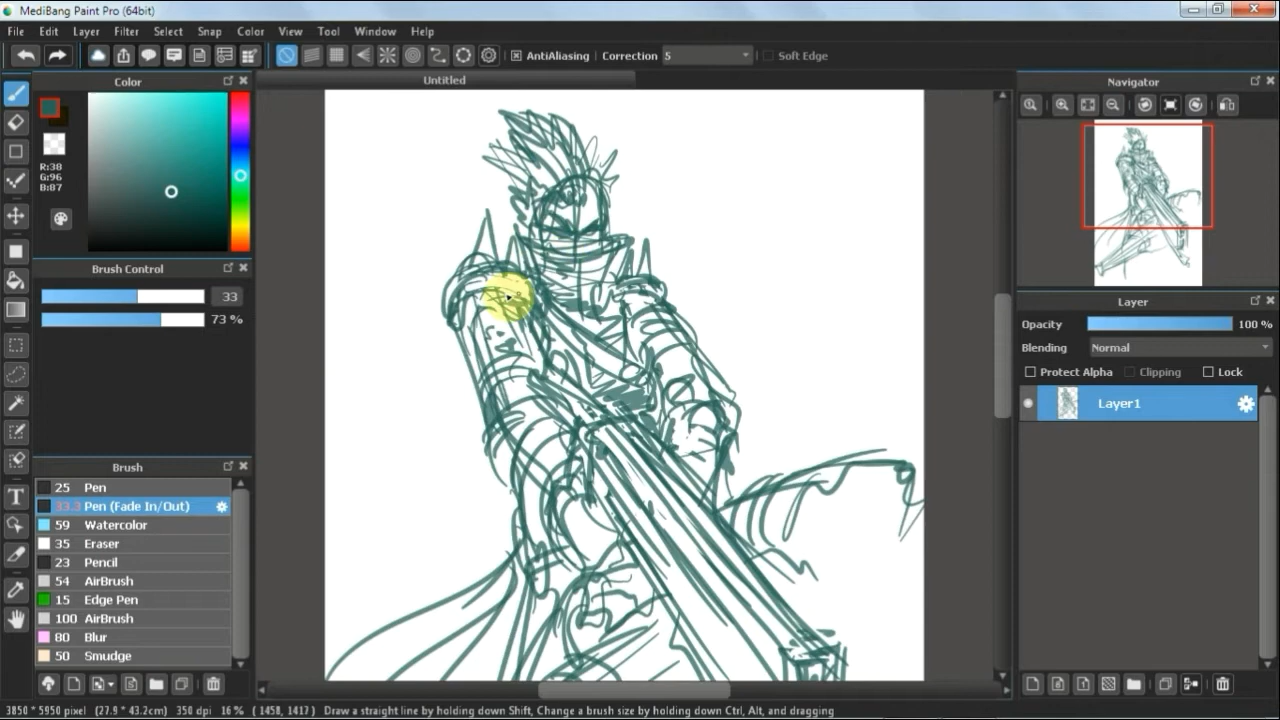 MediBang Paint Pro (64bit)
File Edit Layer Filter Select Snap Color View Tool Window Help
AntiAliasing Correction 5 Soft Edge
Color
Untitled
Navigator
R:38
G:96
B:87
Brush Control
33
73 %
Layer
Opacity 100 %
Blending Normal
Protect Alpha Clipping Lock
Layer1
Brush
25 Pen
33.3 Pen (Fade In/Out)
59 Watercolor
35 Eraser
23 Pencil
54 AirBrush
15 Edge Pen
100 AirBrush
80 Blur
50 Smudge
3850 * 5950 pixel (27.9 * 43.2cm) 350 dpi 16 % ( 1458, 1417 ) Draw a straight line by holding down Shift, Change a brush size by holding down Ctrl, Alt, and dragging